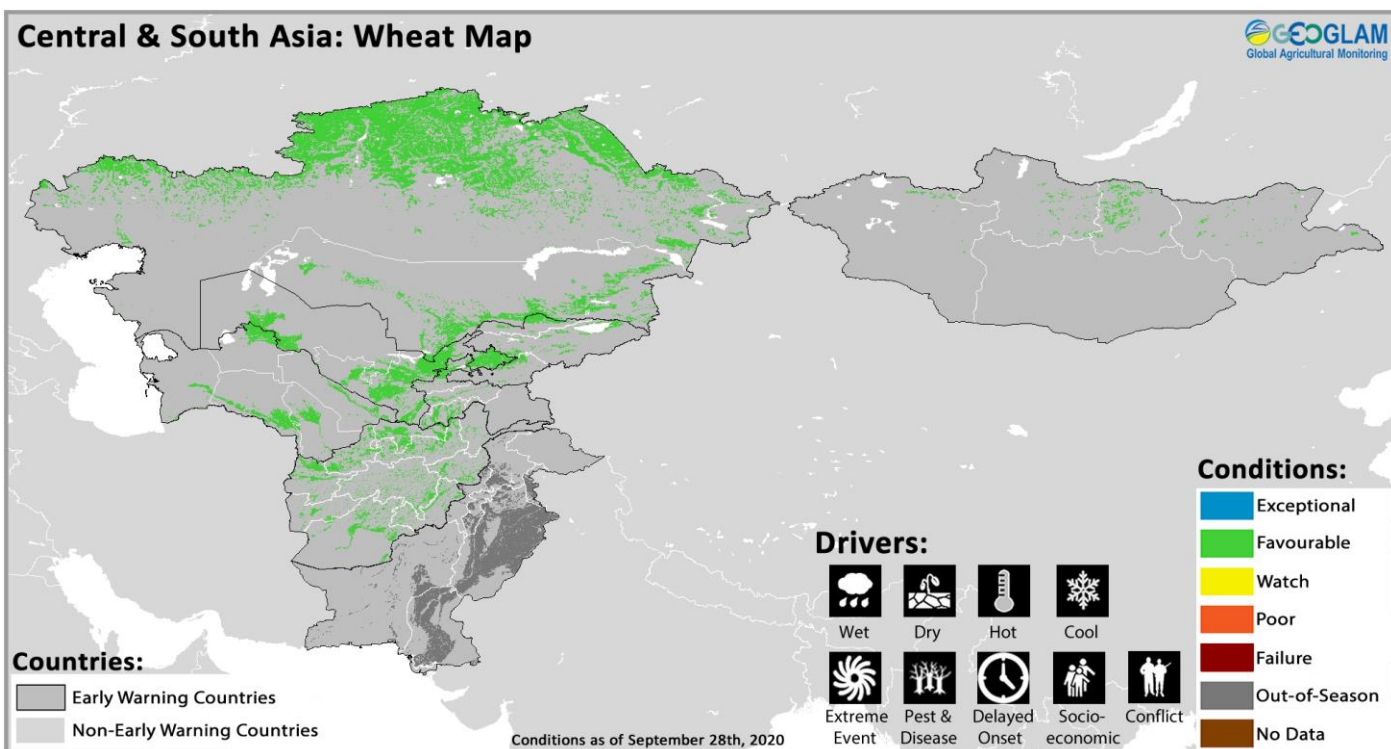 Central & South Asia: Wheat Map
GEOGLAM
Global Agricultural Monitoring
Conditions:
Exceptional
Favourable
Watch
Poor
Failure
Out-of-Season
No Data
Drivers:
Wet Dry Hot Cool
Extreme Event
Pest & Disease
Delayed Onset
Socio-economic
Conflict
Countries:
Early Warning Countries
Non-Early Warning Countries
Conditions as of September 28th, 2020